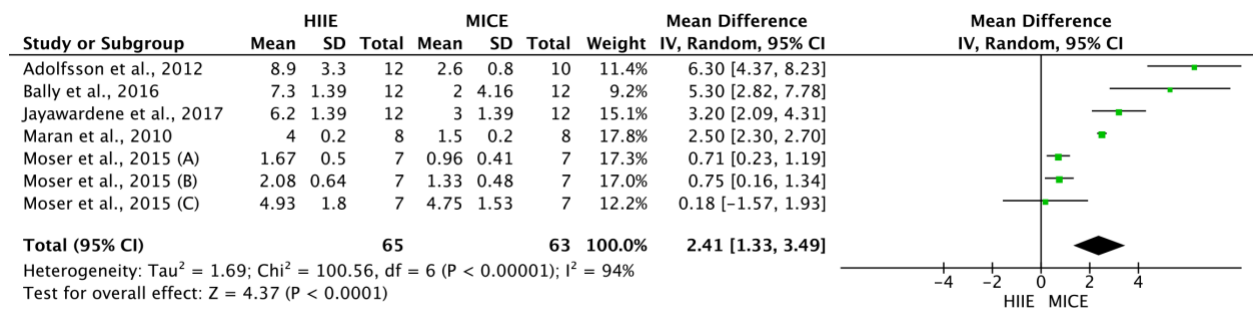 HIIE MICE Mean Difference Mean Difference
Study or Subgroup Mean SD Total Mean SD Total Weight IV, Random, 95% CI IV, Random, 95% CI
Adolfsson et al., 2012 8.9 3.3 12 2.6 0.8 10 11.4% 6.30 [4.37, 8.23]
Bally et al., 2016 7.3 1.39 12 2 4.16 12 9.2% 5.30 [2.82, 7.78]
Jayawardene et al., 2017 6.2 1.39 12 3 1.39 12 15.1% 3.20 [2.09, 4.31]
Maran et al., 2010 4 0.2 8 1.5 0.2 8 17.8% 2.50 [2.30, 2.70]
Moser et al., 2015 (A) 1.67 0.5 7 0.96 0.41 7 17.3% 0.71 [0.23, 1.19]
Moser et al., 2015 (B) 2.08 0.64 7 1.33 0.48 7 17.0% 0.75 [0.16, 1.34]
Moser et al., 2015 (C) 4.93 1.8 7 4.75 1.53 7 12.2% 0.18 [-1.57, 1.93]
Total (95% CI) 65 63 100.0% 2.41 [1.33, 3.49]
Heterogeneity: Tau² = 1.69; Chi² = 100.56, df = 6 (P < 0.00001); I² = 94%
Test for overall effect: Z = 4.37 (P < 0.0001)
−4 −2 0 2 4
HIIE MICE